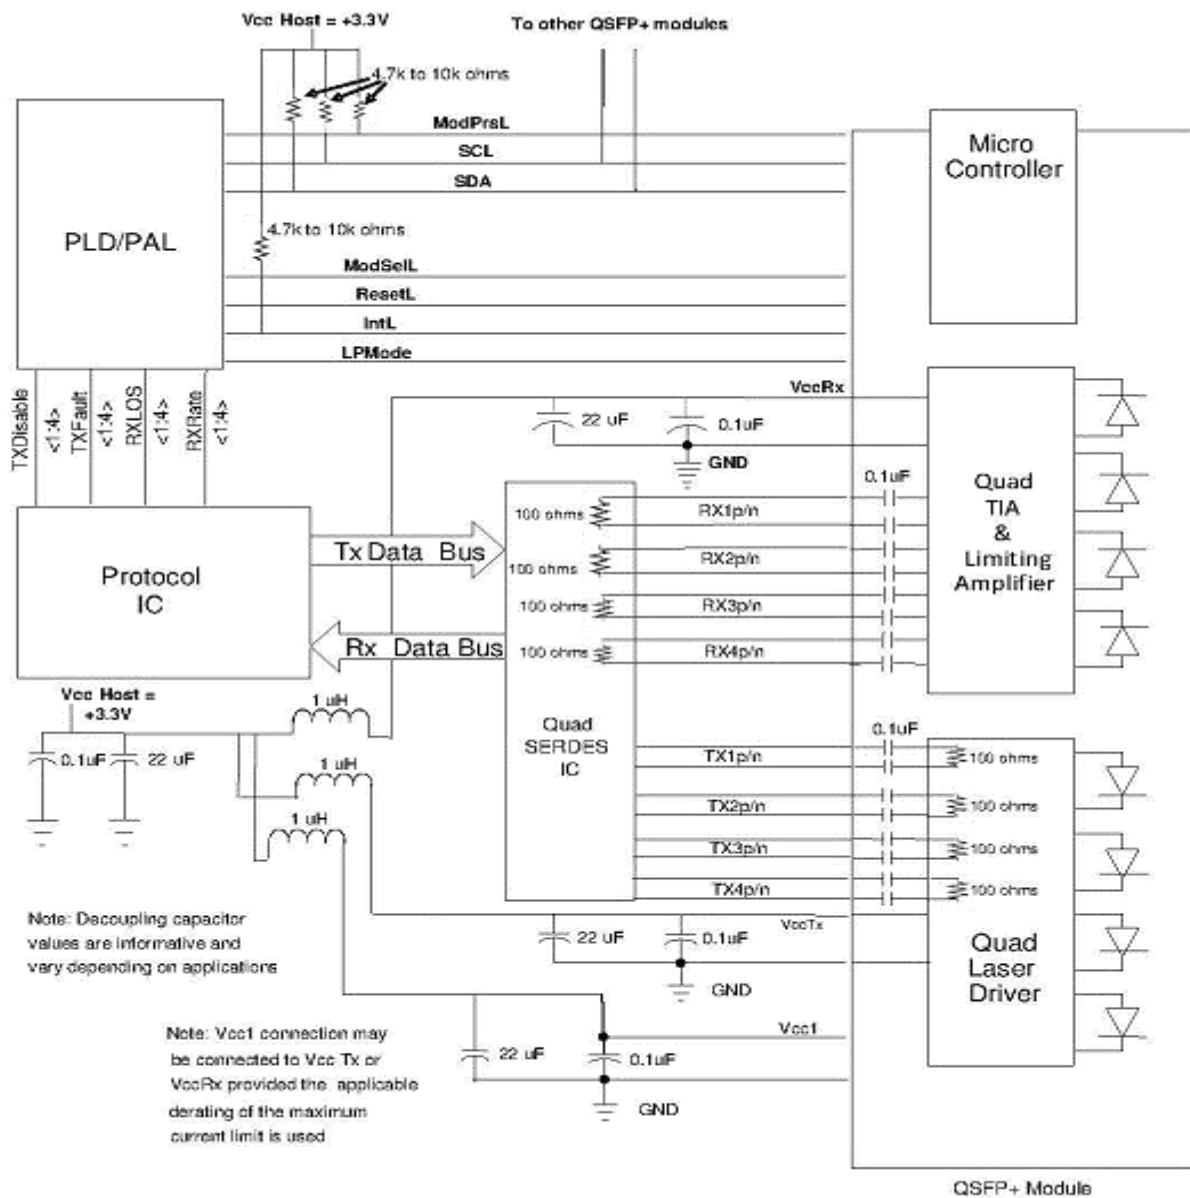 Vcc Host = +3.3V
To other QSFP+ modules
4.7k to 10k ohms
ModPrsL
SCL
SDA
Micro
Controller
PLD/PAL
4.7k to 10k ohms
ModSelL
ResetL
IntL
LPMode
TXDisable
<1:4>
TXFault
<1:4>
RXLOS
<1:4>
RXRate
<1:4>
VccRx
22 uF
0.1uF
GND
0.1uF
Quad
TIA
&
Limiting
Amplifier
100 ohms
RX1p/n
100 ohms
RX2p/n
100 ohms
RX3p/n
100 ohms
RX4p/n
Tx Data Bus
Protocol
IC
Rx Data Bus
Vcc Host =
+3.3V
1 uH
0.1uF
22 uF
1 uH
1 uH
Quad
SERDES
IC
0.1uF
TX1p/n
100 ohms
TX2p/n
100 ohms
TX3p/n
100 ohms
TX4p/n
100 ohms
Note: Decoupling capacitor
values are informative and
vary depending on applications
22 uF
0.1uF
VccTx
GND
Quad
Laser
Driver
Note: Vcc1 connection may
be connected to Vcc Tx or
VccRx provided the applicable
derating of the maximum
current limit is used
22 uF
0.1uF
Vcc1
GND
QSFP+ Module